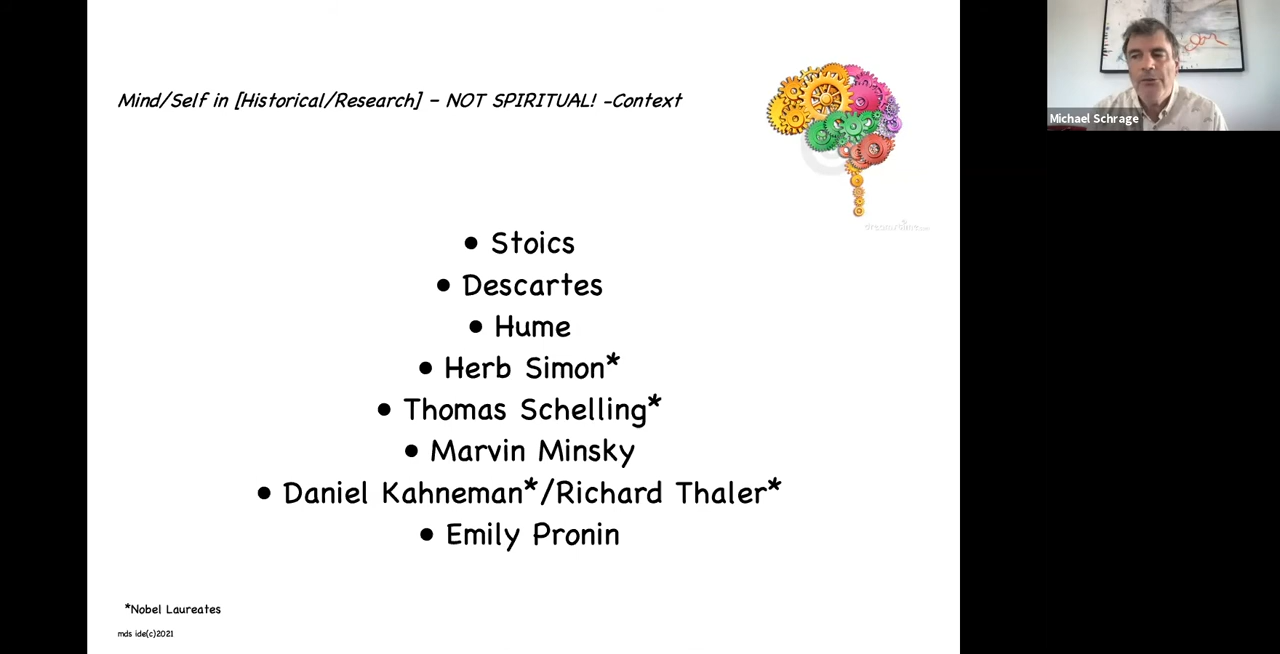 Mind/Self in [Historical/Research] – NOT SPIRITUAL! -Context
Michael Schrage
• Stoics
• Descartes
• Hume
• Herb Simon*
• Thomas Schelling*
• Marvin Minsky
• Daniel Kahneman*/Richard Thaler*
• Emily Pronin
*Nobel Laureates
mds ide(c)2021